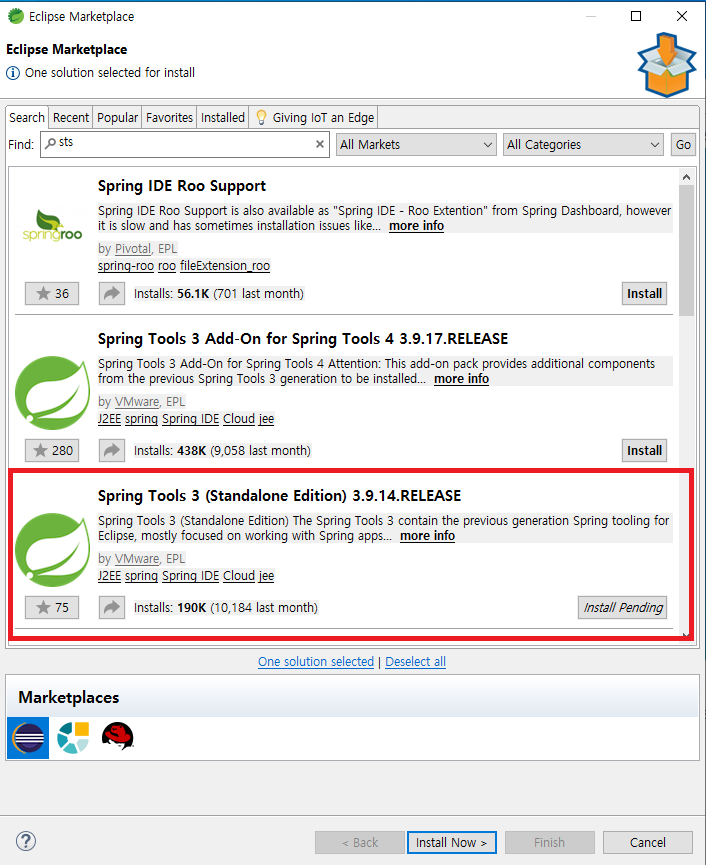 Eclipse Marketplace
Eclipse Marketplace
One solution selected for install
Search Recent Popular Favorites Installed Giving IoT an Edge
Find: sts All Markets All Categories Go
Spring IDE Roo Support
springroo
Spring IDE Roo Support is also available as "Spring IDE - Roo Extention" from Spring Dashboard, however
it is slow and has sometimes installation issues like... more info
by Pivotal, EPL
spring-roo roo fileExtension_roo
36 Installs: 56.1K (701 last month) Install
Spring Tools 3 Add-On for Spring Tools 4 3.9.17.RELEASE
Spring Tools 3 Add-On for Spring Tools 4 Attention: This add-on pack provides additional components
from the previous Spring Tools 3 generation to be installed... more info
by VMware, EPL
J2EE spring Spring IDE Cloud jee
280 Installs: 438K (9,058 last month) Install
Spring Tools 3 (Standalone Edition) 3.9.14.RELEASE
Spring Tools 3 (Standalone Edition) The Spring Tools 3 contain the previous generation Spring tooling for
Eclipse, mostly focused on working with Spring apps... more info
by VMware, EPL
J2EE spring Spring IDE Cloud jee
75 Installs: 190K (10,184 last month) Install Pending
One solution selected | Deselect all
Marketplaces
? < Back Install Now > Finish Cancel